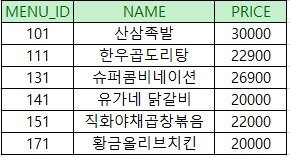 MENU_ID NAME PRICE
101 산삼족발 30000
111 한우곱도리탕 22900
131 슈퍼콤비네이션 26900
141 유가네 닭갈비 20000
151 직화야채곱창볶음 22000
171 황금올리브치킨 20000